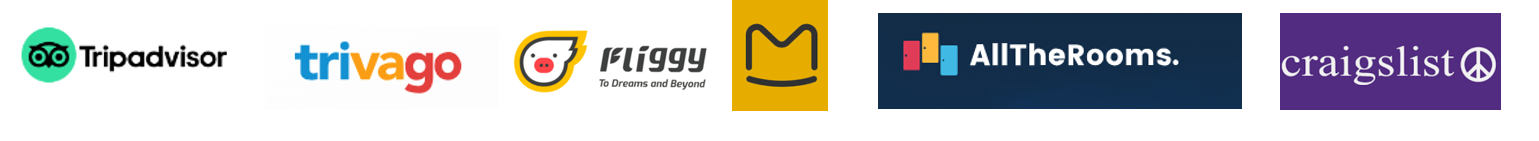 Tripadvisor
trivago
Fliggy
To Dreams and Beyond
AllTheRooms.
craigslist